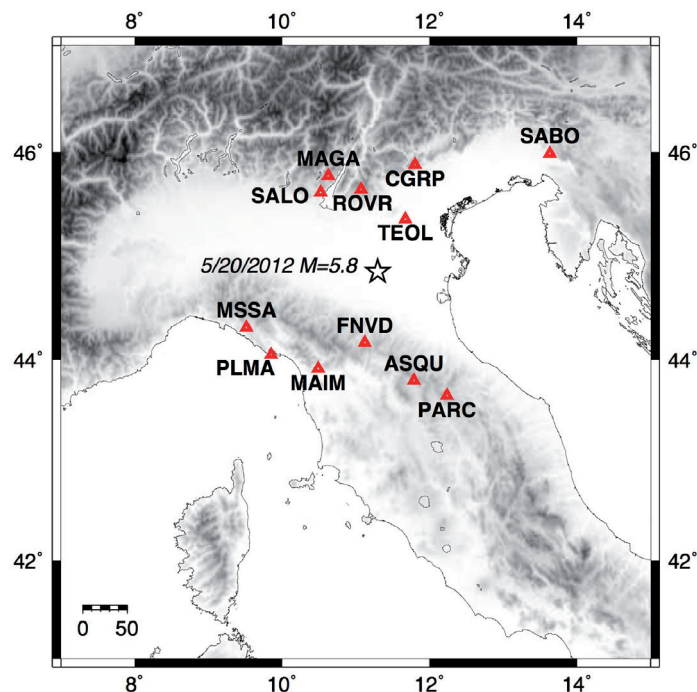 8° 10° 12° 14°
46° 46°
SABO
MAGA
CGRP
SALO
ROVR
TEOL
5/20/2012 M=5.8
MSSA
FNVD
44° 44°
PLMA
ASQU
MAIM
PARC
42° 42°
0 50
8° 10° 12° 14°